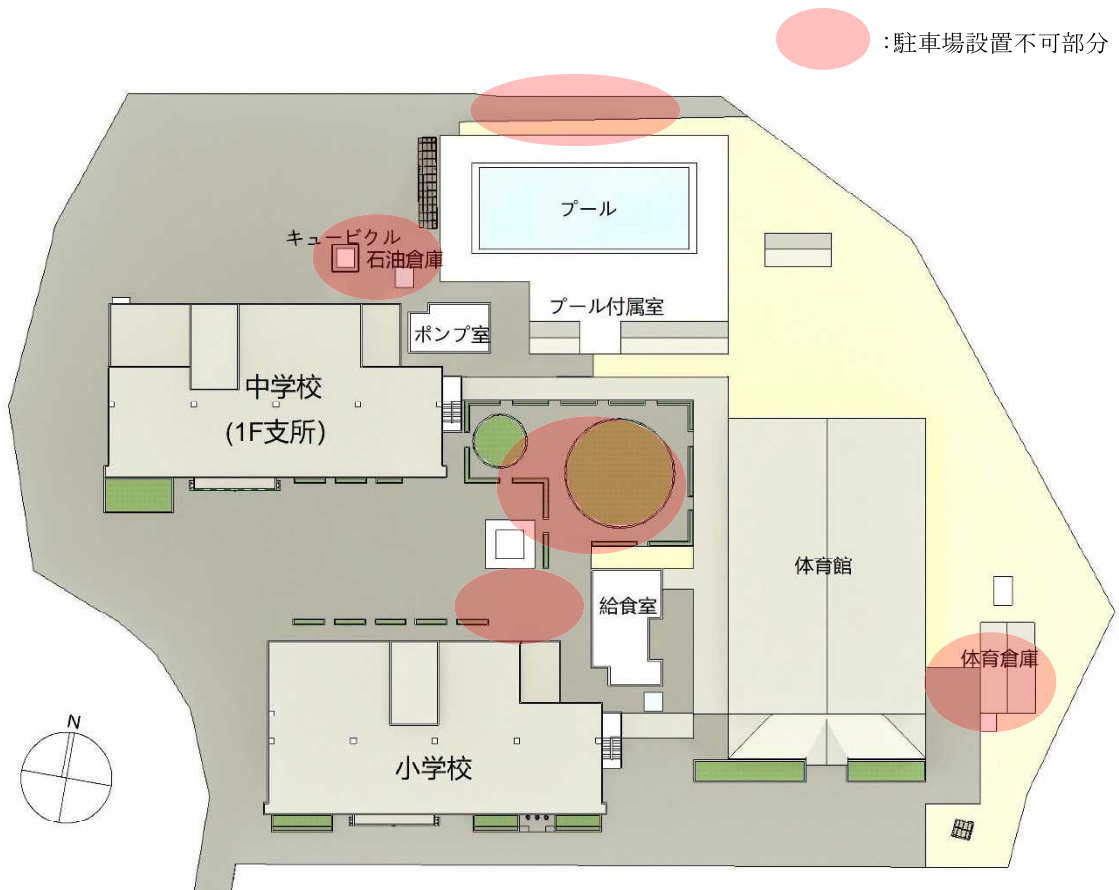 :駐車場設置不可部分
プール
キュービクル
石油倉庫
プール付属室
ポンプ室
中学校
(1F支所)
体育館
給食室
体育倉庫
N
小学校